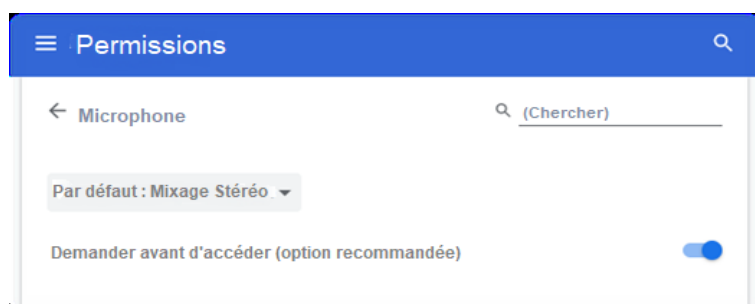 Permissions
Microphone
(Chercher)
Par défaut : Mixage Stéréo
Demander avant d'accéder (option recommandée)